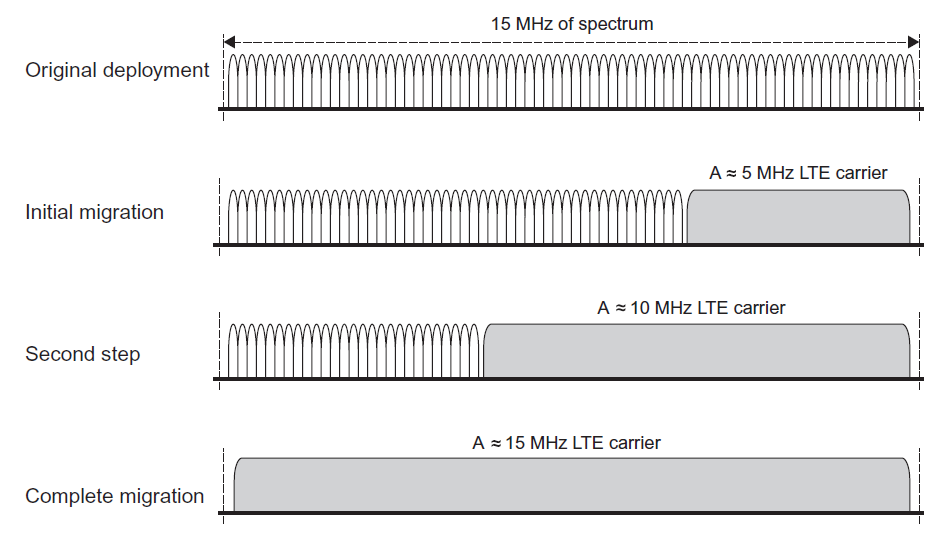 15 MHz of spectrum
Original deployment
A ≈ 5 MHz LTE carrier
Initial migration
A ≈ 10 MHz LTE carrier
Second step
A ≈ 15 MHz LTE carrier
Complete migration